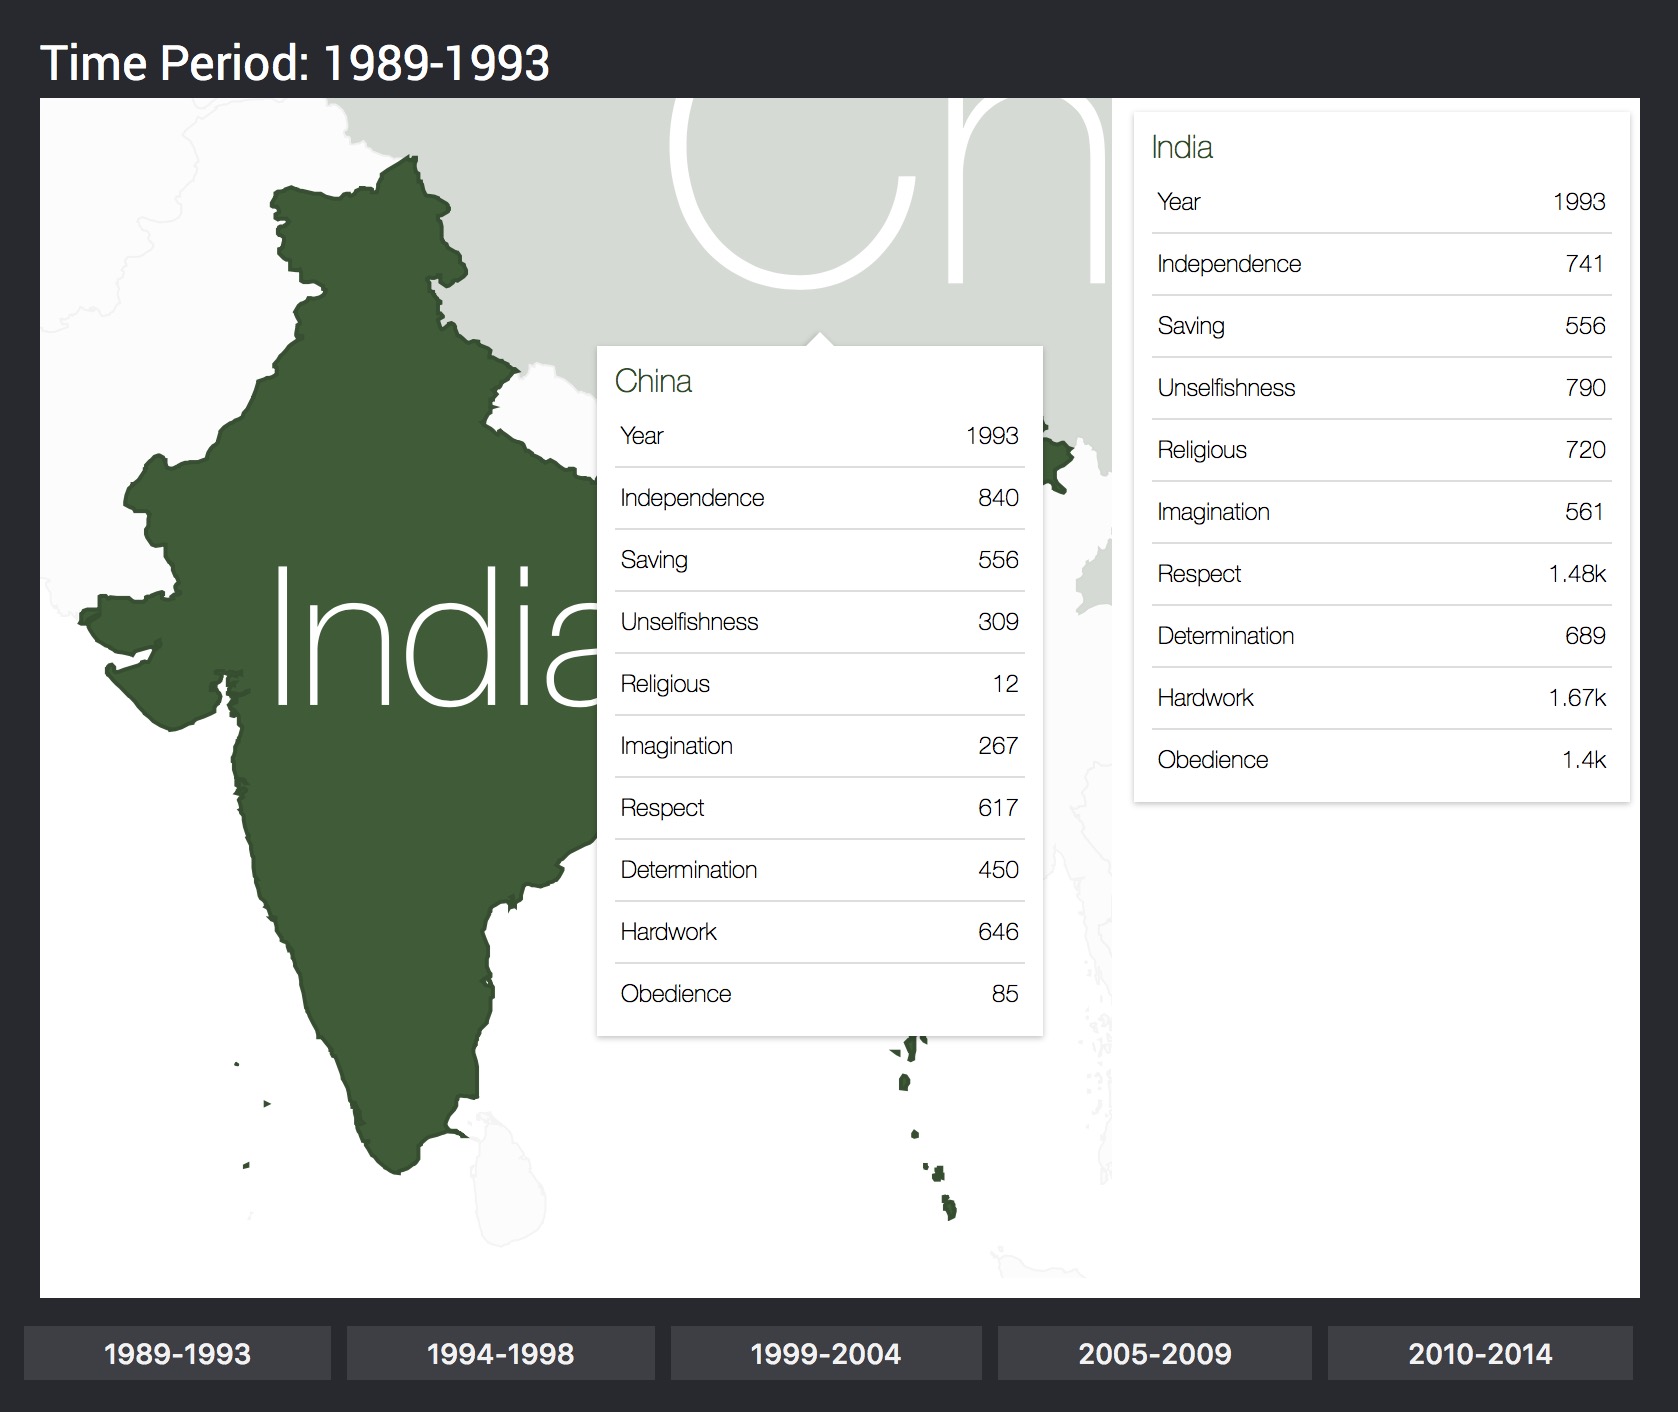 Time Period: 1989-1993
Ch
India
China
Year 1993
Independence 840
Saving 556
Unselfishness 309
Religious 12
Imagination 267
Respect 617
Determination 450
Hardwork 646
Obedience 85
India
Year 1993
Independence 741
Saving 556
Unselfishness 790
Religious 720
Imagination 561
Respect 1.48k
Determination 689
Hardwork 1.67k
Obedience 1.4k
1989-1993 1994-1998 1999-2004 2005-2009 2010-2014